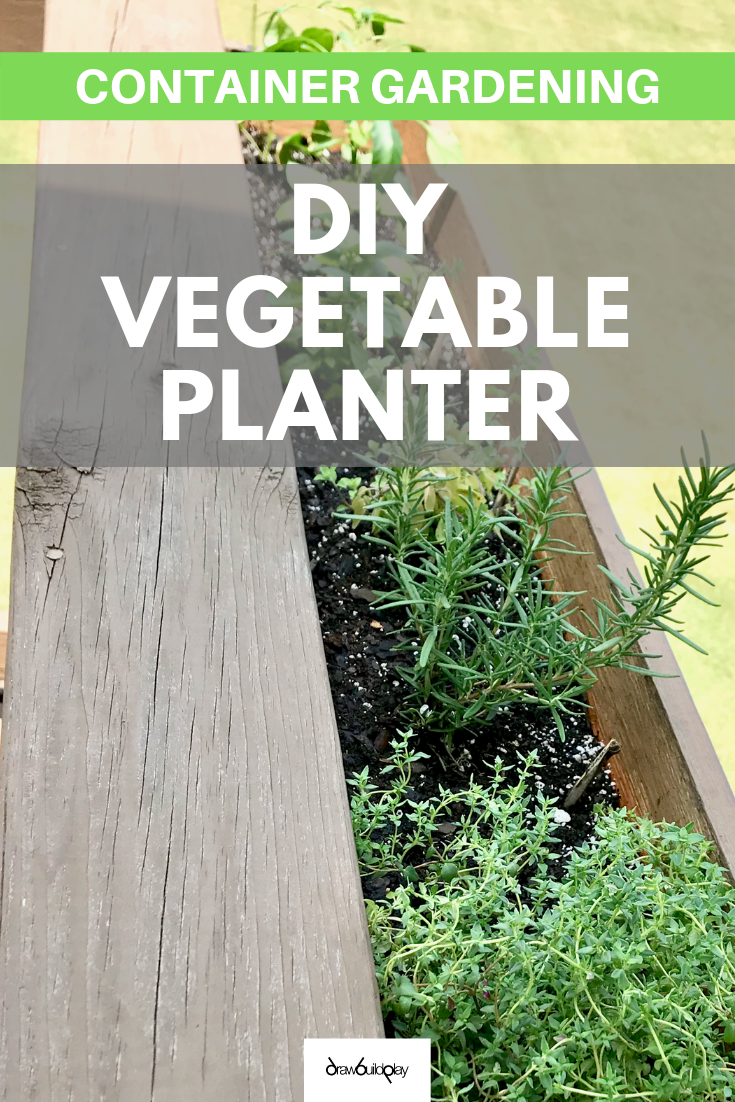 CONTAINER GARDENING
DIY
VEGETABLE
PLANTER
drawbuildplay